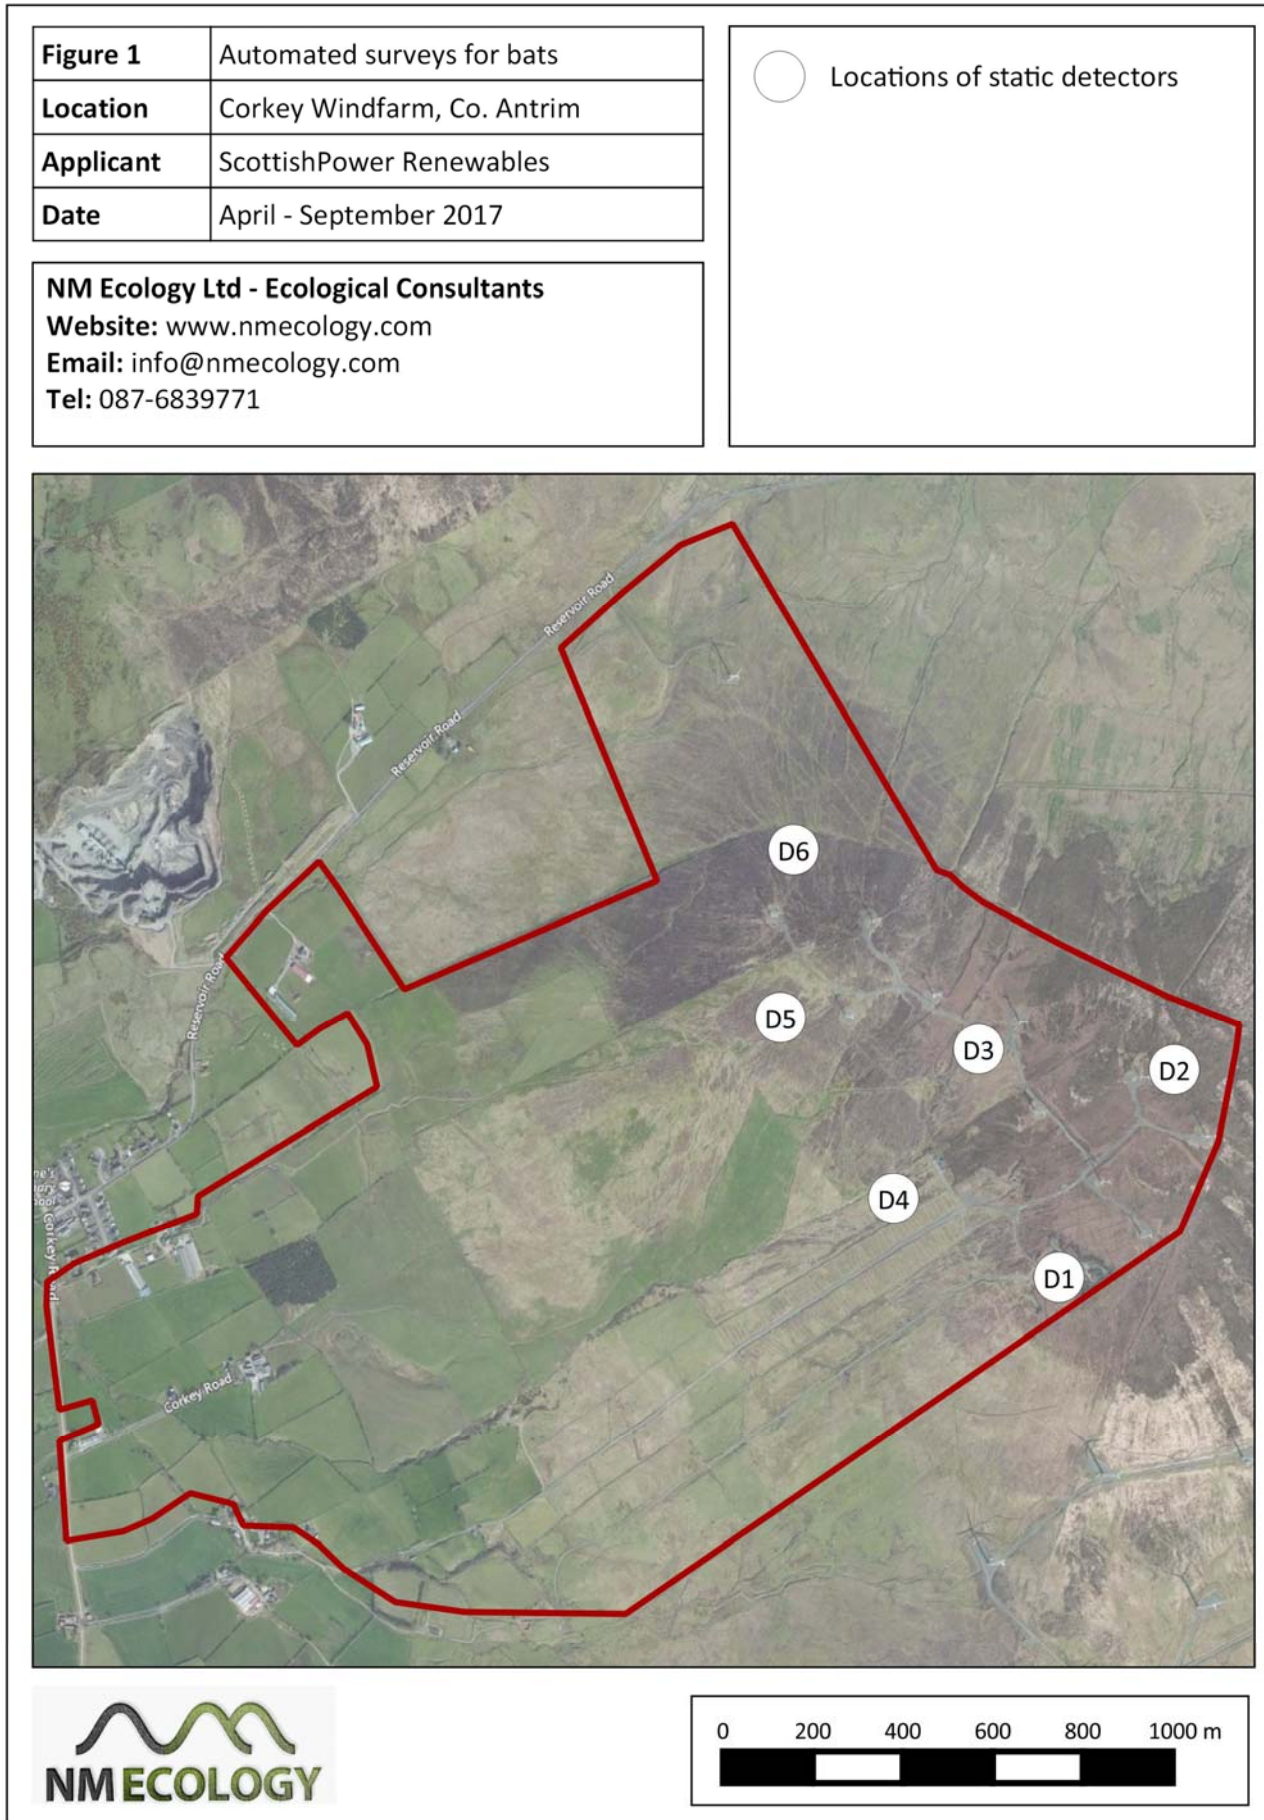 Figure 1 Automated surveys for bats
Location Corkey Windfarm, Co. Antrim
Applicant ScottishPower Renewables
Date April - September 2017
NM Ecology Ltd - Ecological Consultants
Website: www.nmecology.com
Email: info@nmecology.com
Tel: 087-6839771
Locations of static detectors
Reservoir Road
Reservoir Road
D6
Reservoir Road
D5
D3
D2
D4
D1
Corkey Road
Corkey Road
NM ECOLOGY
0 200 400 600 800 1000 m